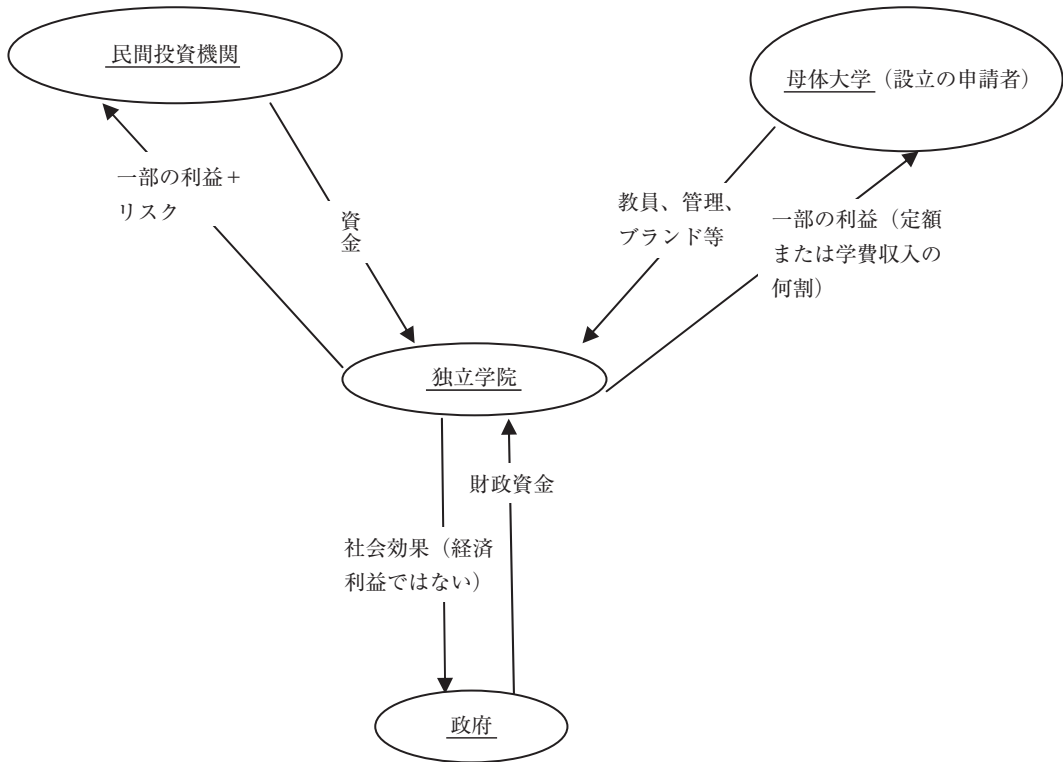 民間投資機関
母体大学(設立の申請者)
一部の利益+
リスク
資金
教員、管理、
ブランド等
一部の利益(定額
または学費収入の
何割)
独立学院
財政資金
社会効果(経済
利益ではない)
政府